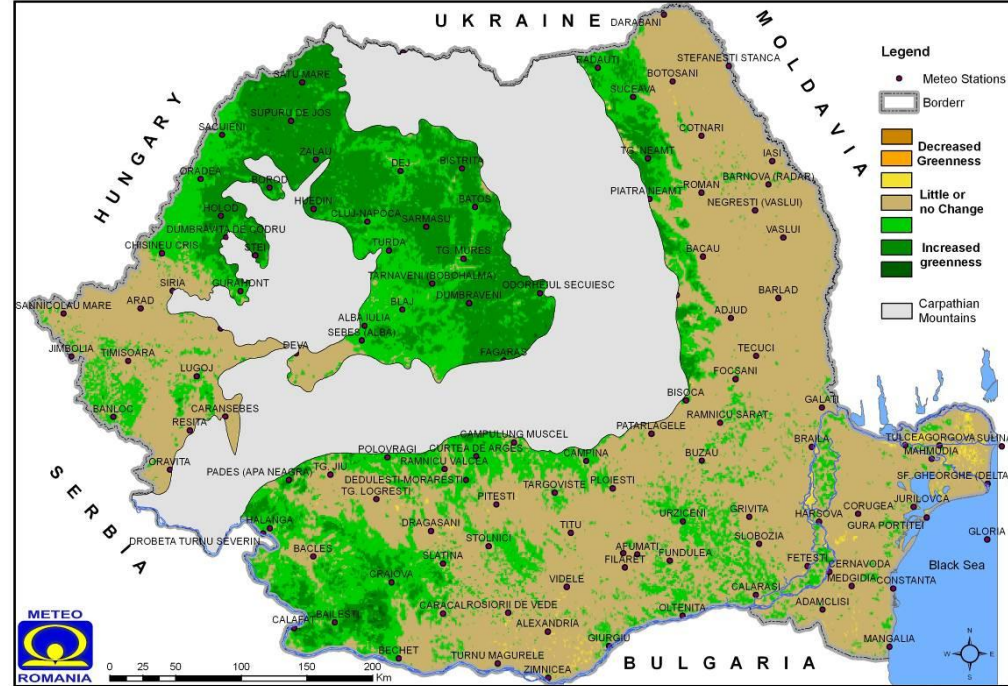 UKRAINE
MOLDAVIA
HUNGARY
SERBIA
BULGARIA
Black Sea
DARABANI
STEFANESTI STANCA
RADAUTI
BOTOSANI
SUCEAVA
SATU MARE
SUPURU DE JOS
COTNARI
SACUIENI
ZALAU
DEJ
BISTRITA
TG. NEAMT
IASI
ORADEA
BOROD
BARNOVA (RADAR)
PIATRA NEAMT
ROMAN
HOLOD
HUEDIN
CLUJ-NAPOCA
SARMASU
BATOS
NEGRESTI (VASLUI)
DUMBRAVITA DE CODRU
CHISINEU CRIS
STEI
TURDA
TG. MURES
BACAU
VASLUI
SIRIA
GURAHONT
TARNAVENI (BOBOHALMA)
ODORHEIUL SECUIESC
SANNICOLAU MARE
ARAD
BLAJ
DUMBRAVENI
BARLAD
ALBA IULIA
SEBES (ALBA)
ADJUD
JIMBOLIA
TIMISOARA
DEVA
FAGARAS
TECUCI
LUGOJ
FOCSANI
BANLOC
CARANSEBES
RESITA
BISOCA
GALATI
RAMNICU SARAT
PATARLAGELE
CAMPULUNG MUSCEL
CURTEA DE ARGES
POLOVRAGI
RAMNICU VALCEA
CAMPINA
BUZAU
BRAILA
TULCEA
GORGOVA
SULINA
MAHMUDIA
ORAVITA
PADES (APA NEAGRA)
TG. JIU
DEDULESTI-MORARESTI
TG. LOGRESTI
PITESTI
TARGOVISTE
PLOIESTI
SF. GHEORGHE (DELTA)
JURILOVCA
HALANGA
DROBETA TURNU SEVERIN
DRAGASANI
STOLNICI
TITU
URZICENI
GRIVITA
HARSOVA
CORUGEA
GURA PORTITEI
GLORIA
BACLES
SLATINA
AFUMATI
FILARET
FUNDULEA
SLOBOZIA
FETESTI
CERNAVODA
MEDGIDIA
CONSTANTA
CRAIOVA
VIDELE
CALARASI
ADAMCLISI
CALAFAT
BAILESTI
CARACAL
ROSIORII DE VEDE
ALEXANDRIA
OLTENITA
GIURGIU
MANGALIA
BECHET
TURNU MAGURELE
ZIMNICEA
Legend
Meteo Stations
Borderr
Decreased
Greenness
Little or
no Change
Increased
greenness
Carpathian
Mountains
METEO
ROMANIA
0 25 50 100 150 200
Km
N
W E
S